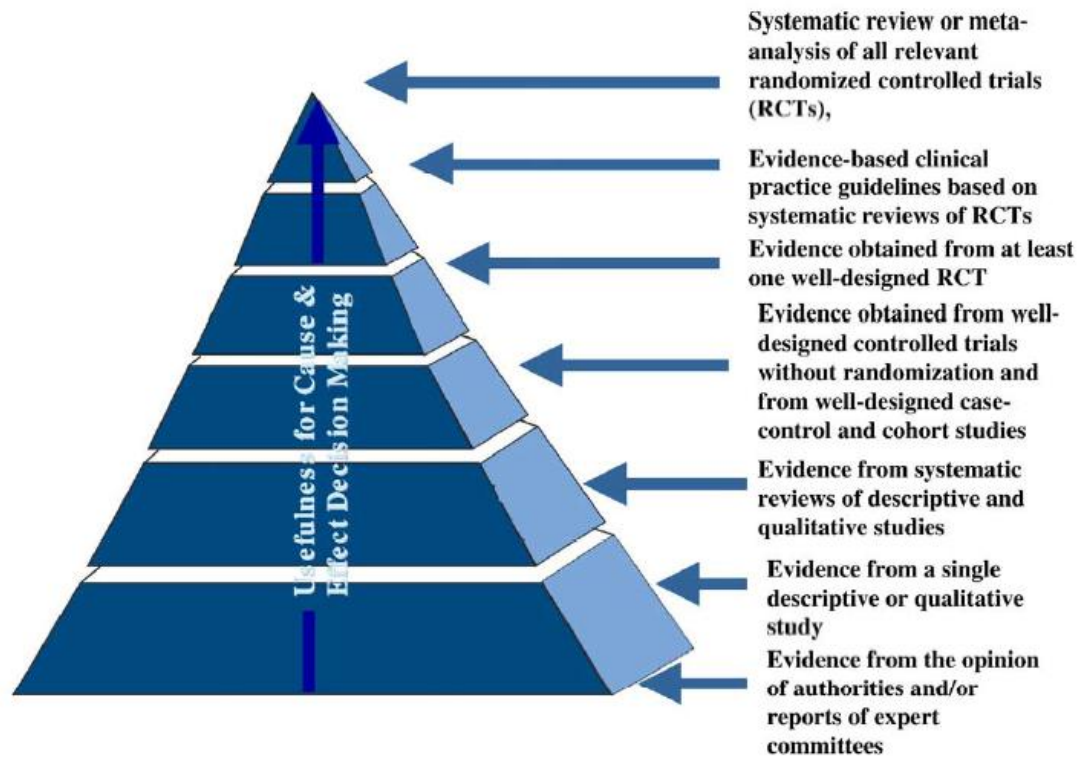 Systematic review or meta-
analysis of all relevant
randomized controlled trials
(RCTs),
Evidence-based clinical
practice guidelines based on
systematic reviews of RCTs
Evidence obtained from at least
one well-designed RCT
Evidence obtained from well-
designed controlled trials
without randomization and
from well-designed case-
control and cohort studies
Evidence from systematic
reviews of descriptive and
qualitative studies
Evidence from a single
descriptive or qualitative
study
Evidence from the opinion
of authorities and/or
reports of expert
committees
Usefulness for Cause &
Effect Decision Making